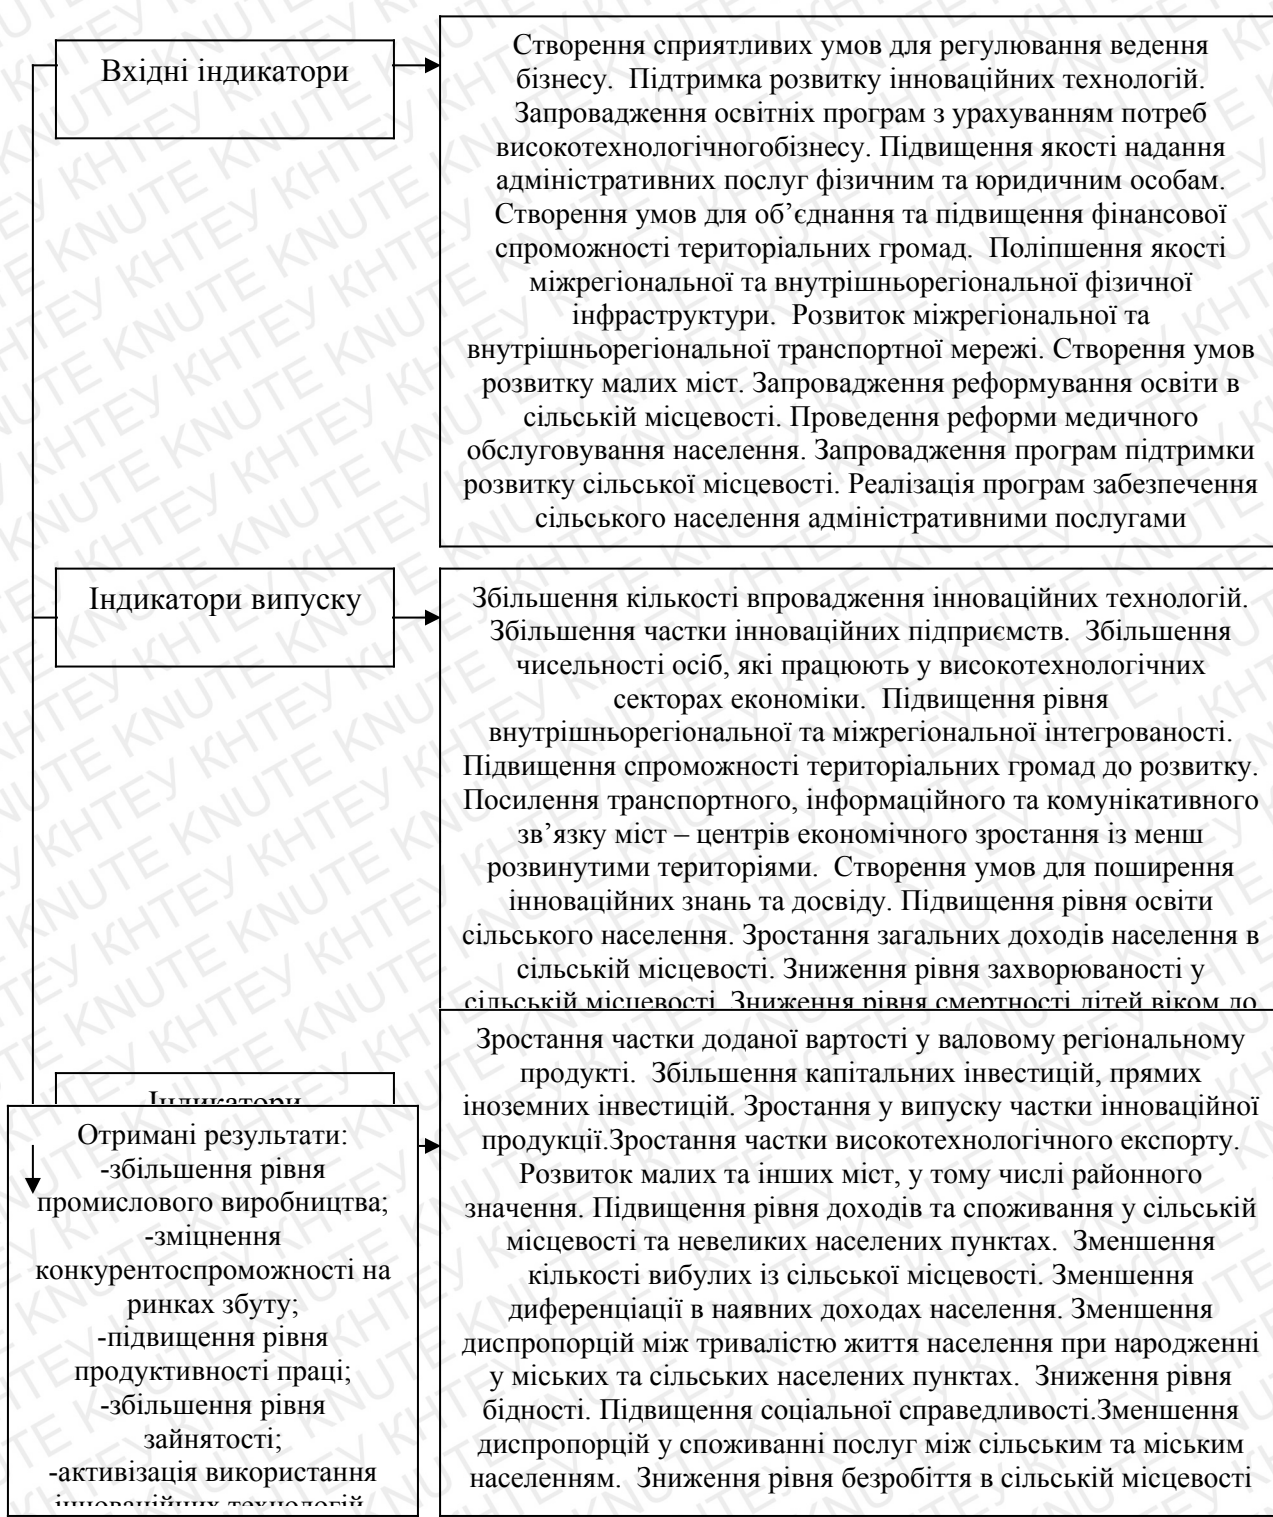 Вхідні індикатори
Створення сприятливих умов для регулювання ведення
бізнесу. Підтримка розвитку інноваційних технологій.
Запровадження освітніх програм з урахуванням потреб
високотехнологічногобізнесу. Підвищення якості надання
адміністративних послуг фізичним та юридичним особам.
Створення умов для об’єднання та підвищення фінансової
спроможності територіальних громад. Поліпшення якості
міжрегіональної та внутрішньорегіональної фізичної
інфраструктури. Розвиток міжрегіональної та
внутрішньорегіональної транспортної мережі. Створення умов
розвитку малих міст. Запровадження реформування освіти в
сільській місцевості. Проведення реформи медичного
обслуговування населення. Запровадження програм підтримки
розвитку сільської місцевості. Реалізація програм забезпечення
сільського населення адміністративними послугами
Індикатори випуску
Збільшення кількості впровадження інноваційних технологій.
Збільшення частки інноваційних підприємств. Збільшення
чисельності осіб, які працюють у високотехнологічних
секторах економіки. Підвищення рівня
внутрішньорегіональної та міжрегіональної інтегрованості.
Підвищення спроможності територіальних громад до розвитку.
Посилення транспортного, інформаційного та комунікативного
зв’язку міст – центрів економічного зростання із менш
розвинутими територіями. Створення умов для поширення
інноваційних знань та досвіду. Підвищення рівня освіти
сільського населення. Зростання загальних доходів населення в
сільській місцевості. Зниження рівня захворюваності у
сільській місцевості. Зниження рівня смертності дітей віком до
Індикатори
Отримані результати:
-збільшення рівня
промислового виробництва;
-зміцнення
конкурентоспроможності на
ринках збуту;
-підвищення рівня
продуктивності праці;
-збільшення рівня
зайнятості;
-активізація використання
інноваційних технологій
Зростання частки доданої вартості у валовому регіональному
продукті. Збільшення капітальних інвестицій, прямих
іноземних інвестицій. Зростання у випуску частки інноваційної
продукції.Зростання частки високотехнологічного експорту.
Розвиток малих та інших міст, у тому числі районного
значення. Підвищення рівня доходів та споживання у сільській
місцевості та невеликих населених пунктах. Зменшення
кількості вибулих із сільської місцевості. Зменшення
диференціації в наявних доходах населення. Зменшення
диспропорцій між тривалістю життя населення при народженні
у міських та сільських населених пунктах. Зниження рівня
бідності. Підвищення соціальної справедливості.Зменшення
диспропорцій у споживанні послуг між сільським та міським
населенням. Зниження рівня безробіття в сільській місцевості